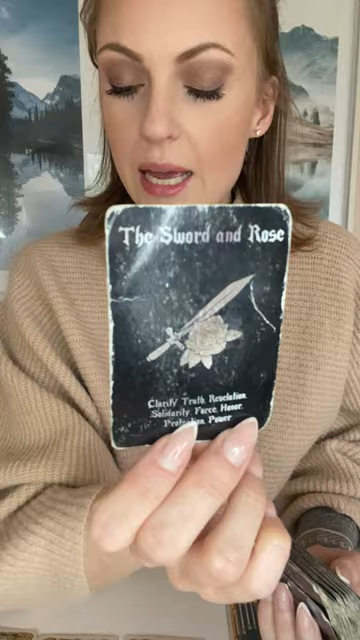 The Sword and Rose
Clarity, Truth, Revelation,
Solidarity, Force, Honor,
Protection, Power